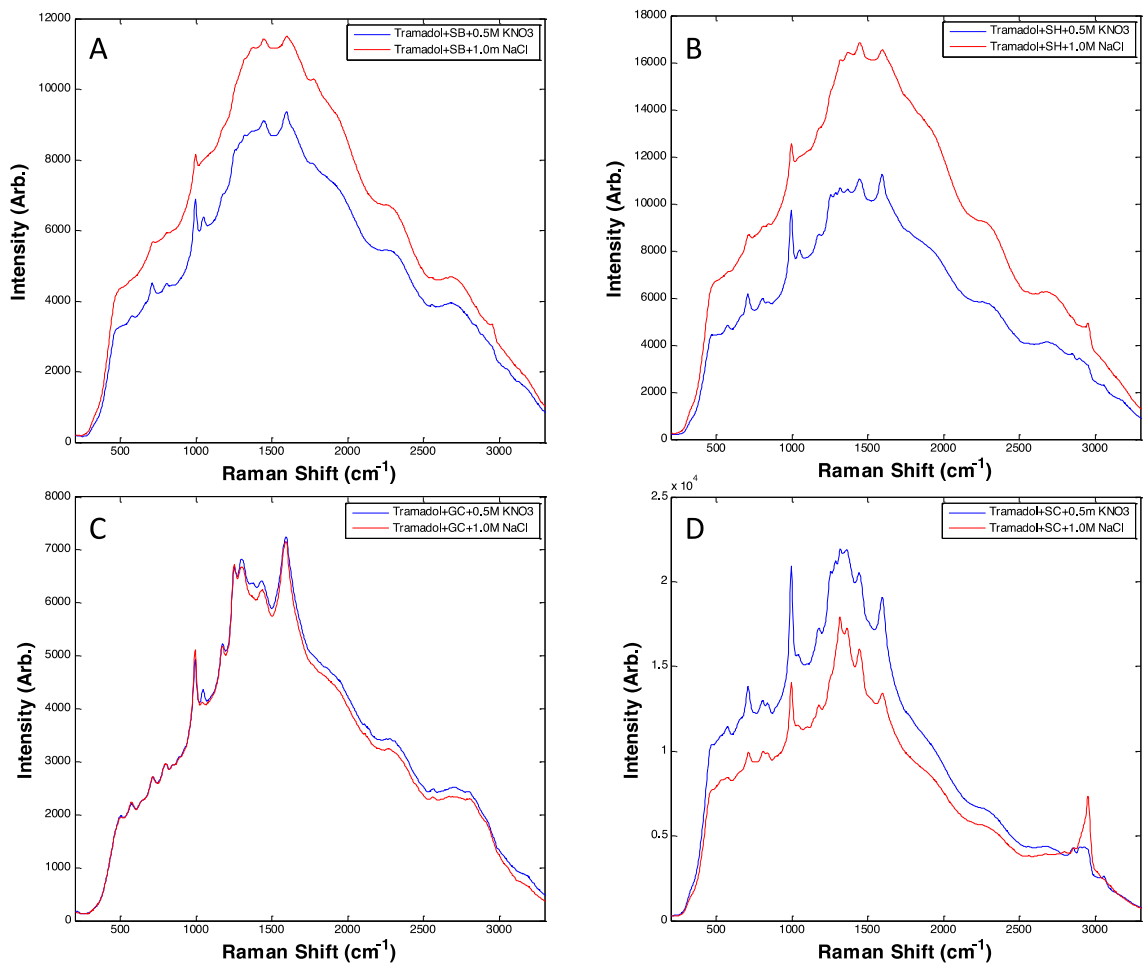 A
12000
10000
8000
6000
4000
2000
0
Intensity (Arb.)
500 1000 1500 2000 2500 3000
Raman Shift (cm-1)
Tramadol+SB+0.5M KNO3
Tramadol+SB+1.0m NaCl
B
18000
16000
14000
12000
10000
8000
6000
4000
2000
0
Intensity (Arb.)
500 1000 1500 2000 2500 3000
Raman Shift (cm-1)
Tramadol+SH+0.5M KNO3
Tramadol+SH+1.0M NaCl
C
8000
7000
6000
5000
4000
3000
2000
1000
0
Intensity (Arb.)
500 1000 1500 2000 2500 3000
Raman Shift (cm-1)
Tramadol+GC+0.5M KNO3
Tramadol+GC+1.0M NaCl
D
x 10^4
2.5
2
1.5
1
0.5
0
Intensity (Arb.)
500 1000 1500 2000 2500 3000
Raman Shift (cm-1)
Tramadol+SC+0.5m KNO3
Tramadol+SC+1.0M NaCl